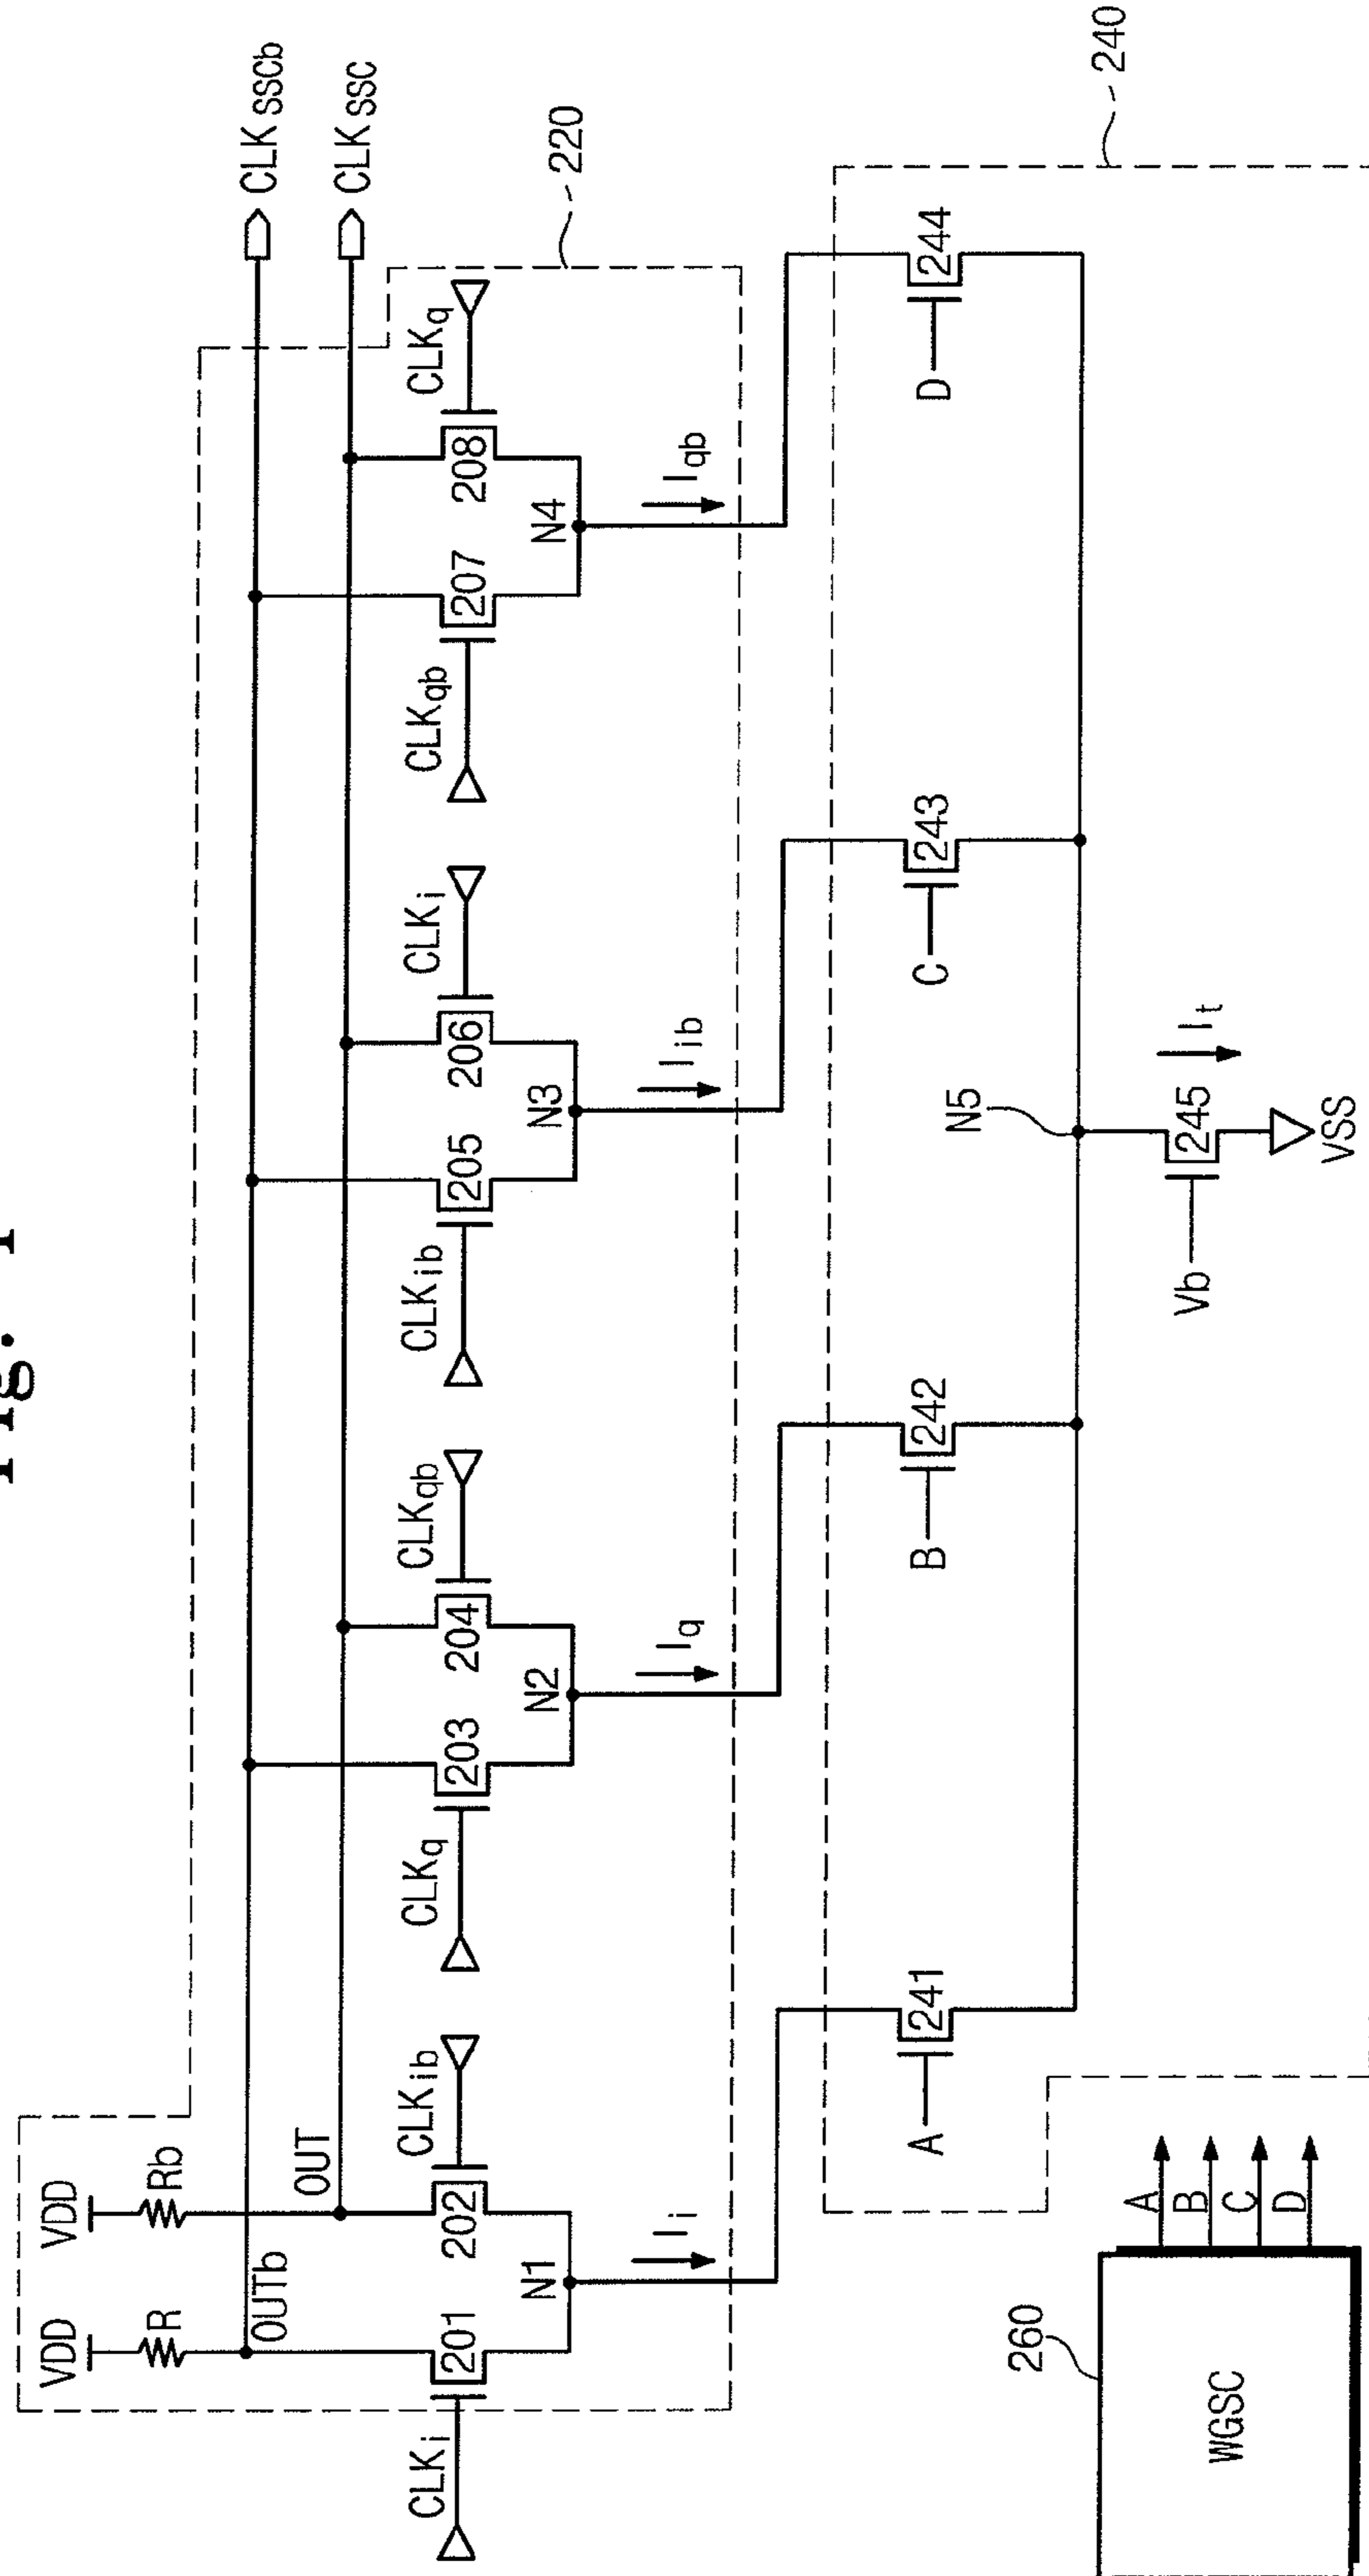 VDD
VDD
R
Rb
OUTb
OUT
CLK SSCb
CLK SSC
CLKi
201
202
CLKib
CLKq
203
204
CLKqb
CLKib
205
206
CLKi
CLKqb
207
208
CLKq
N1
N2
N3
N4
220
Ii
Iq
Iib
Iqb
A
241
B
242
C
243
D
244
240
N5
Vb
245
It
VSS
260
WGSC
A
B
C
D